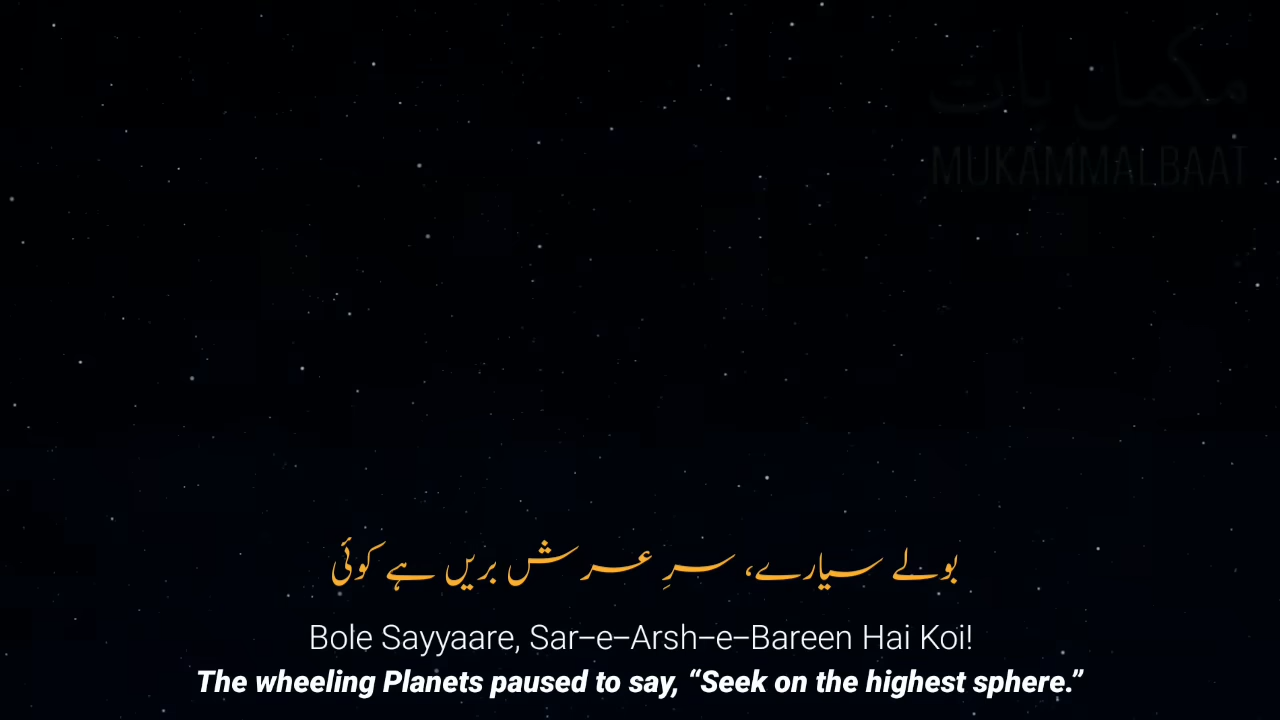 مکمل بات
MUKAMMALBAAT
بولے سیارے، سرِ عرش بریں ہے کوئی
Bole Sayyaare, Sar–e–Arsh–e–Bareen Hai Koi!
The wheeling Planets paused to say, “Seek on the highest sphere.”